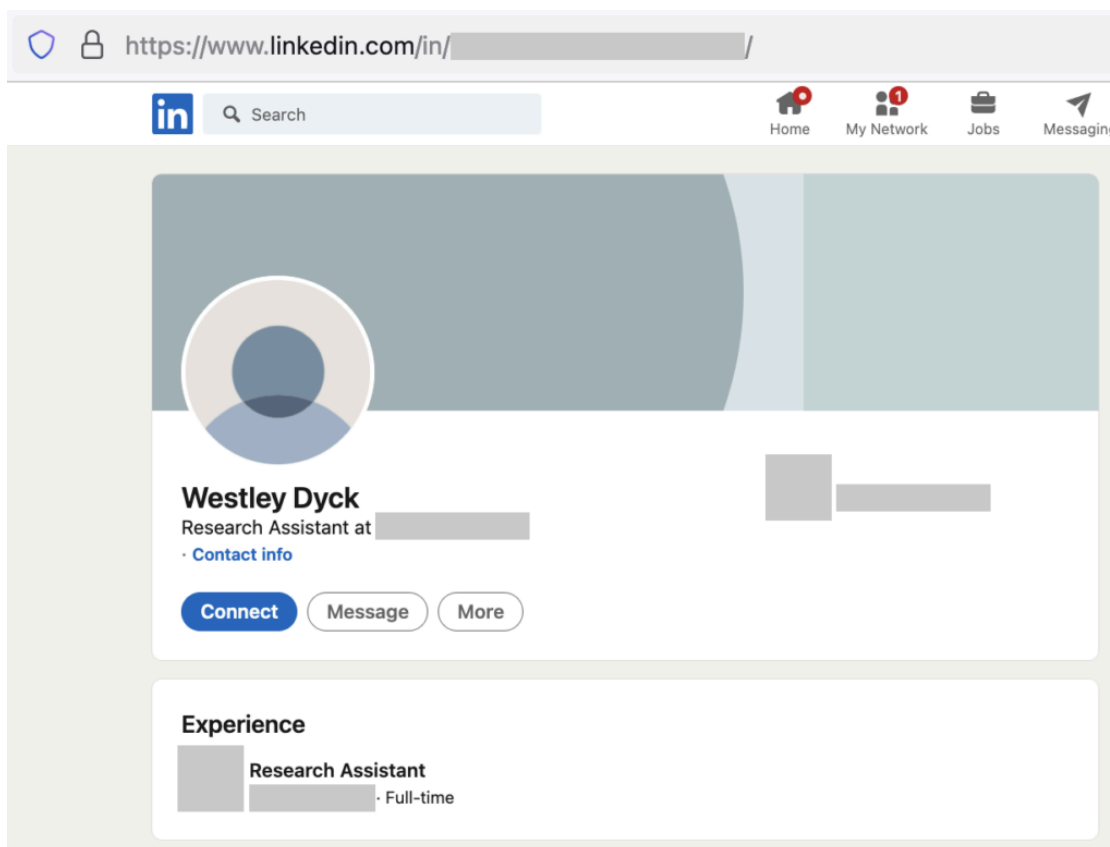 https://www.linkedin.com/in/ /
in
Search
1
Home
My Network
Jobs
Messaging
Westley Dyck
Research Assistant at
· Contact info
Connect
Message
More
Experience
Research Assistant
· Full-time